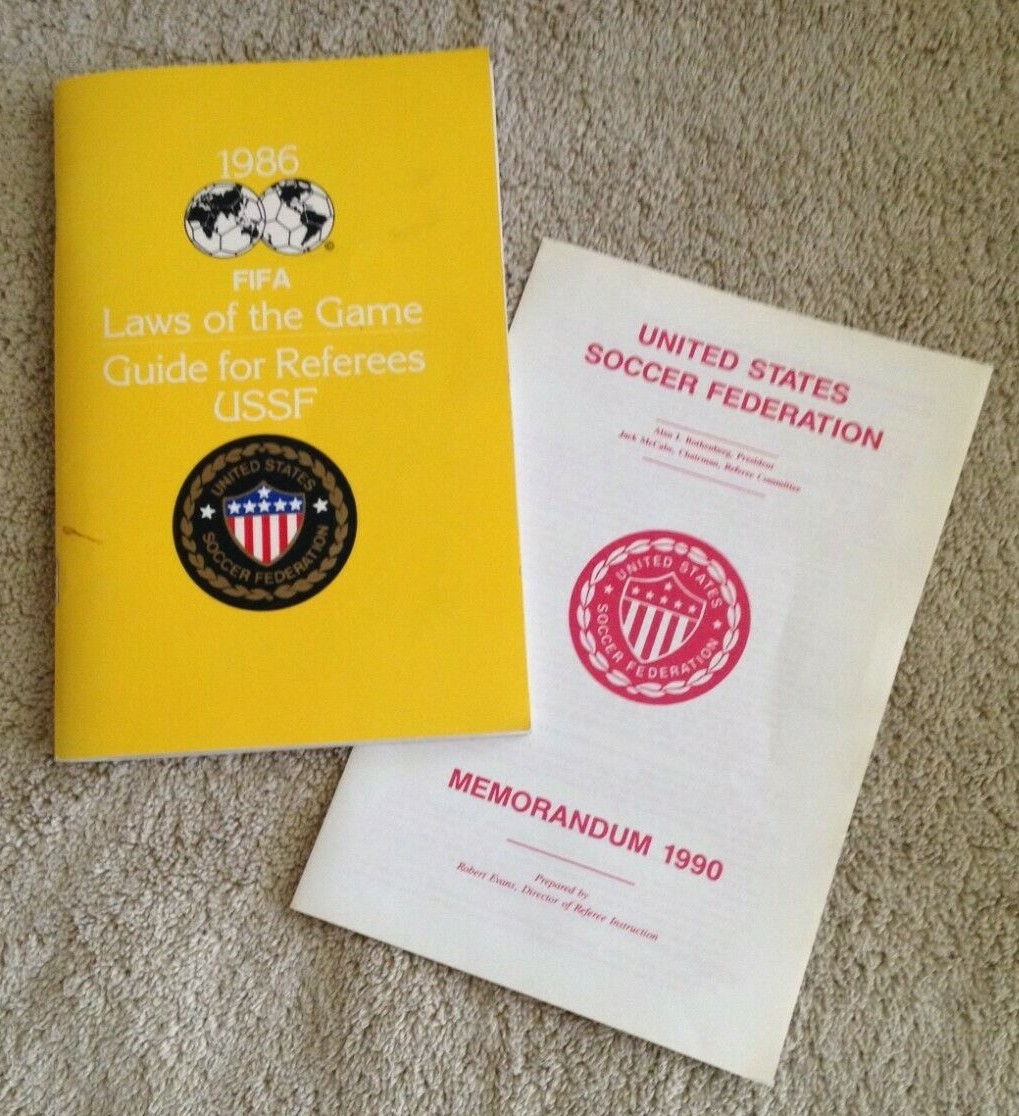 1986
©
FIFA
Laws of the Game
Guide for Referees
USSF
UNITED STATES
SOCCER FEDERATION
UNITED STATES
SOCCER FEDERATION
Alan I. Rothenberg, President
Jack McCabe, Chairman, Referee Committee
UNITED STATES
SOCCER FEDERATION
MEMORANDUM 1990
Prepared by
Robert Evans, Director of Referee Instruction